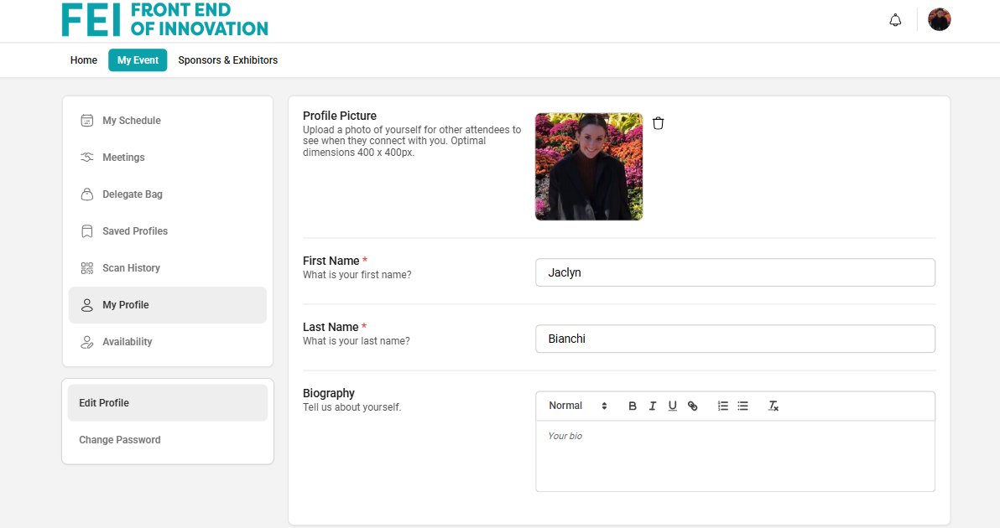 FEI FRONT END
OF INNOVATION
Home My Event Sponsors & Exhibitors
My Schedule
Meetings
Delegate Bag
Saved Profiles
Scan History
My Profile
Availability
Edit Profile
Change Password
Profile Picture
Upload a photo of yourself for other attendees to
see when they connect with you. Optimal
dimensions 400 x 400px.
First Name *
What is your first name?
Jaclyn
Last Name *
What is your last name?
Bianchi
Biography
Tell us about yourself.
Normal B I U
Your bio